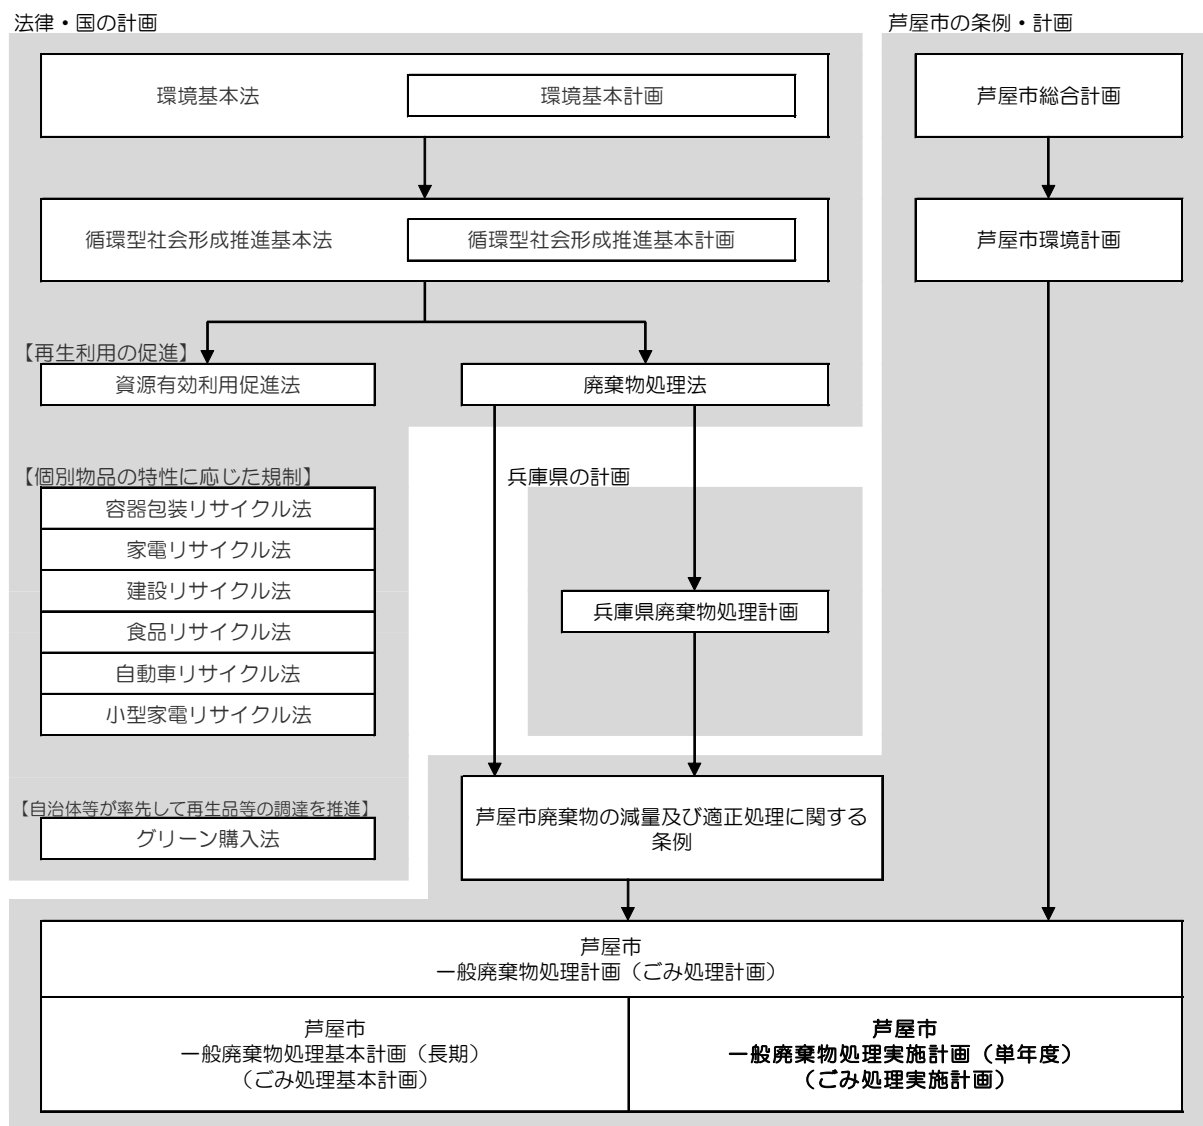 法律・国の計画
芦屋市の条例・計画
環境基本法
環境基本計画
芦屋市総合計画
循環型社会形成推進基本法
循環型社会形成推進基本計画
芦屋市環境計画
【再生利用の促進】
資源有効利用促進法
廃棄物処理法
【個別物品の特性に応じた規制】
兵庫県の計画
容器包装リサイクル法
家電リサイクル法
建設リサイクル法
食品リサイクル法
自動車リサイクル法
小型家電リサイクル法
兵庫県廃棄物処理計画
【自治体等が率先して再生品等の調達を推進】
グリーン購入法
芦屋市廃棄物の減量及び適正処理に関する
条例
芦屋市
一般廃棄物処理計画（ごみ処理計画）
芦屋市
一般廃棄物処理基本計画（長期）
（ごみ処理基本計画）
芦屋市
一般廃棄物処理実施計画（単年度）
（ごみ処理実施計画）